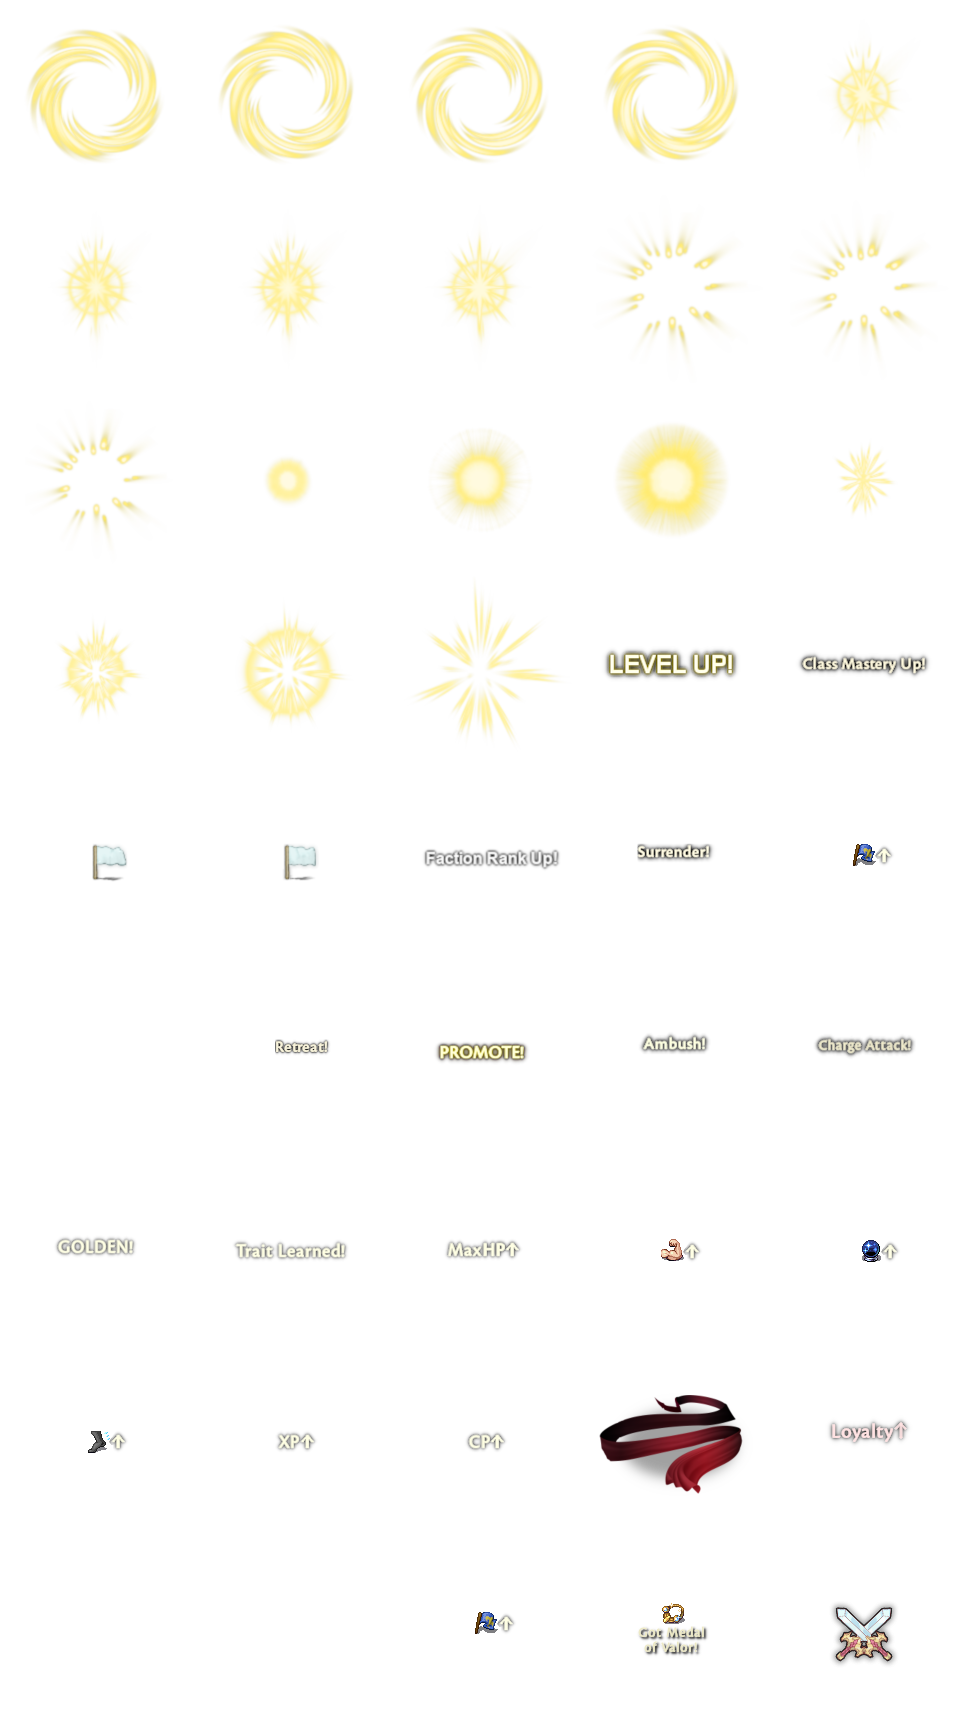 LEVEL UP!
Class Mastery Up!
Faction Rank Up!
Surrender!
Retreat!
PROMOTE!
Ambush!
Charge Attack!
GOLDEN!
Trait Learned!
MaxHP↑
XP↑
CP↑
Loyalty↑
Got Medal
of Valor!